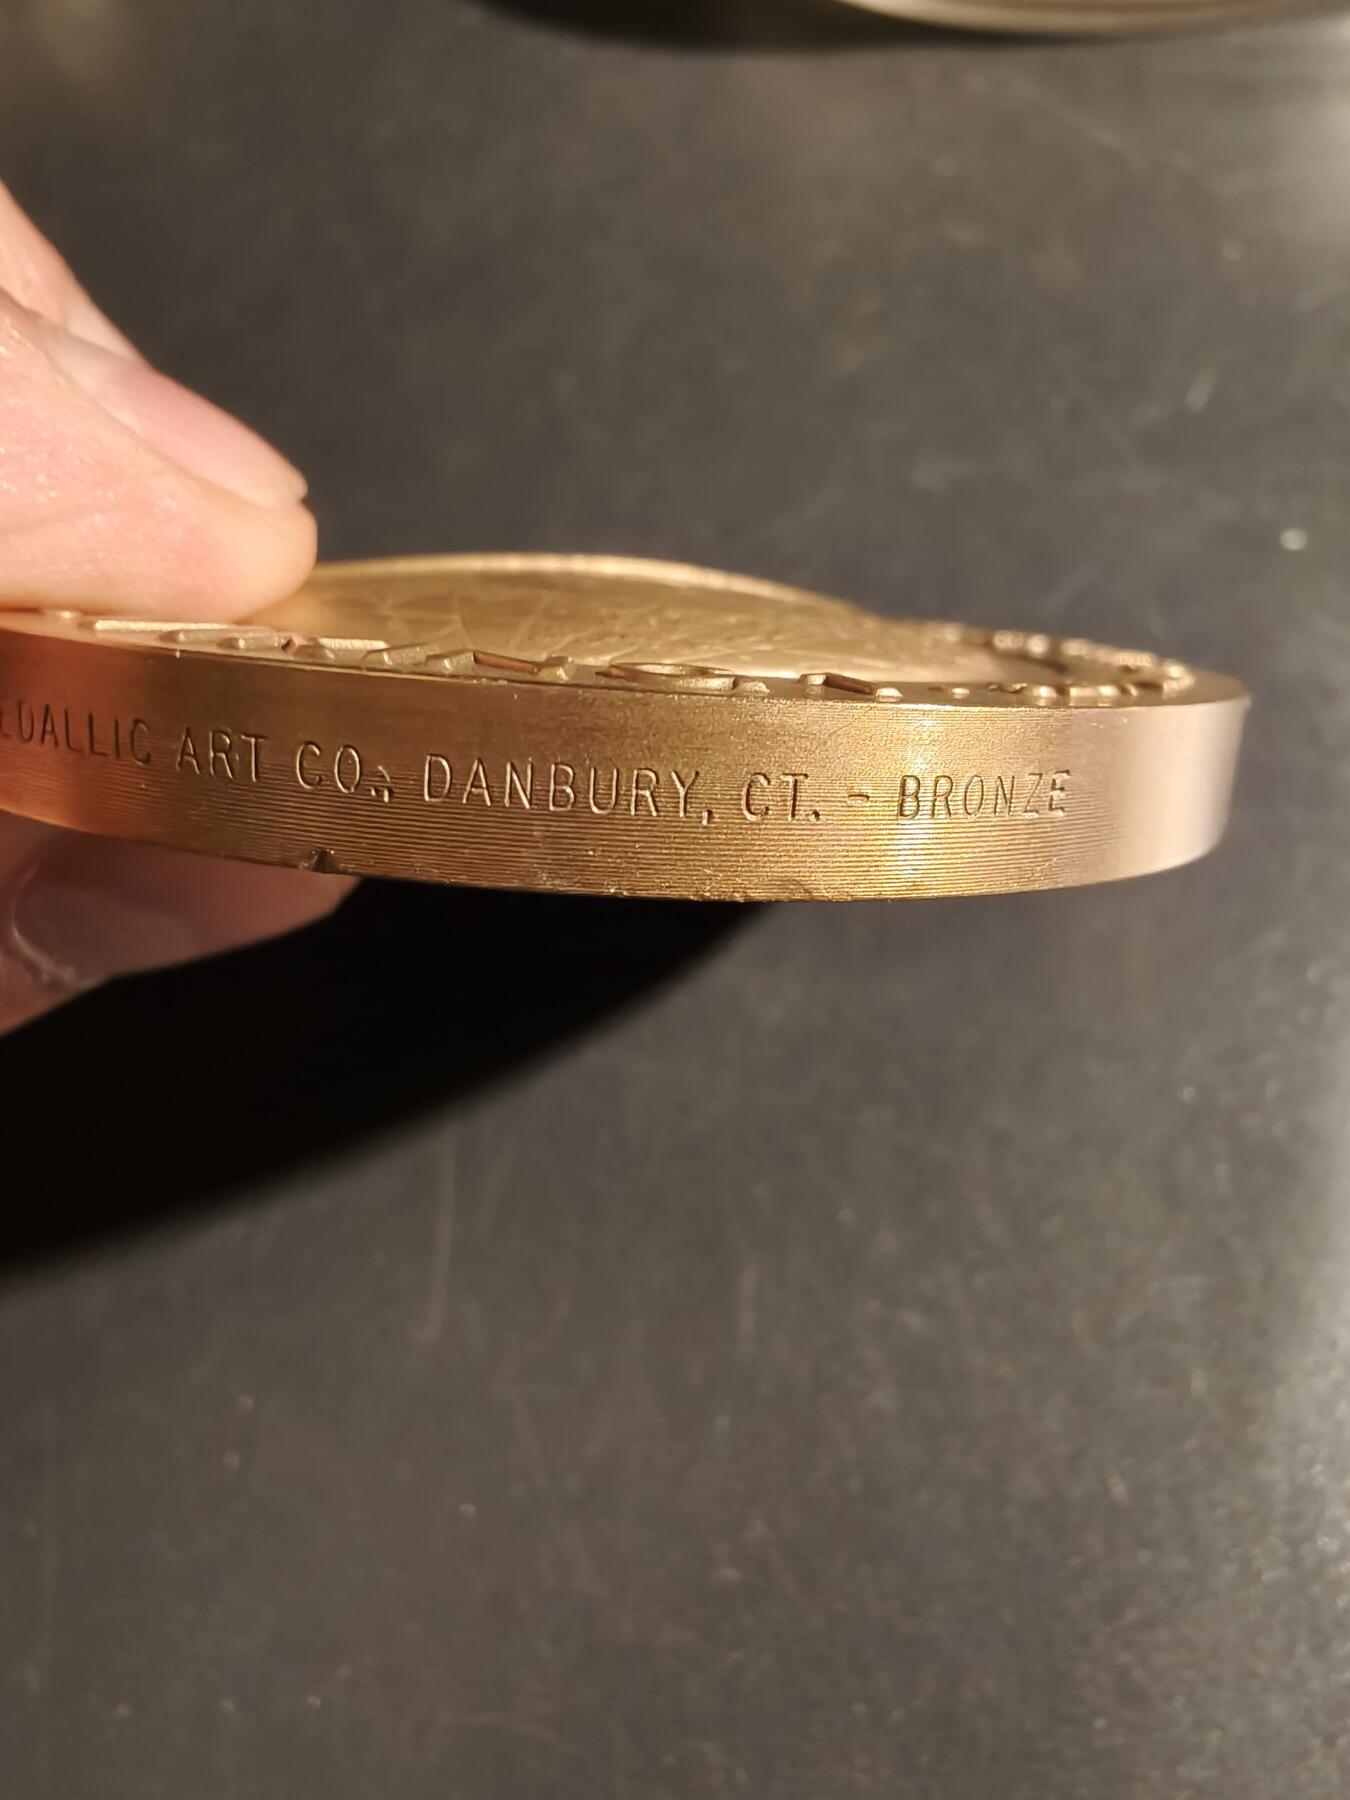 EDALLIC ART CO., DANBURY, CT. - BRONZE